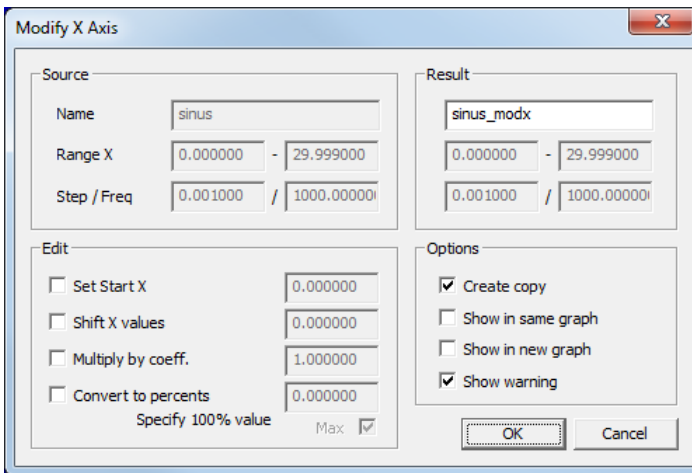 Modify X Axis
Source
Name sinus
Range X 0.000000 - 29.999000
Step / Freq 0.001000 / 1000.000000
Result
sinus_modx
0.000000 - 29.999000
0.001000 / 1000.000000
Edit
Set Start X 0.000000
Shift X values 0.000000
Multiply by coeff. 1.000000
Convert to percents 0.000000
Specify 100% value Max
Options
Create copy
Show in same graph
Show in new graph
Show warning
OK Cancel